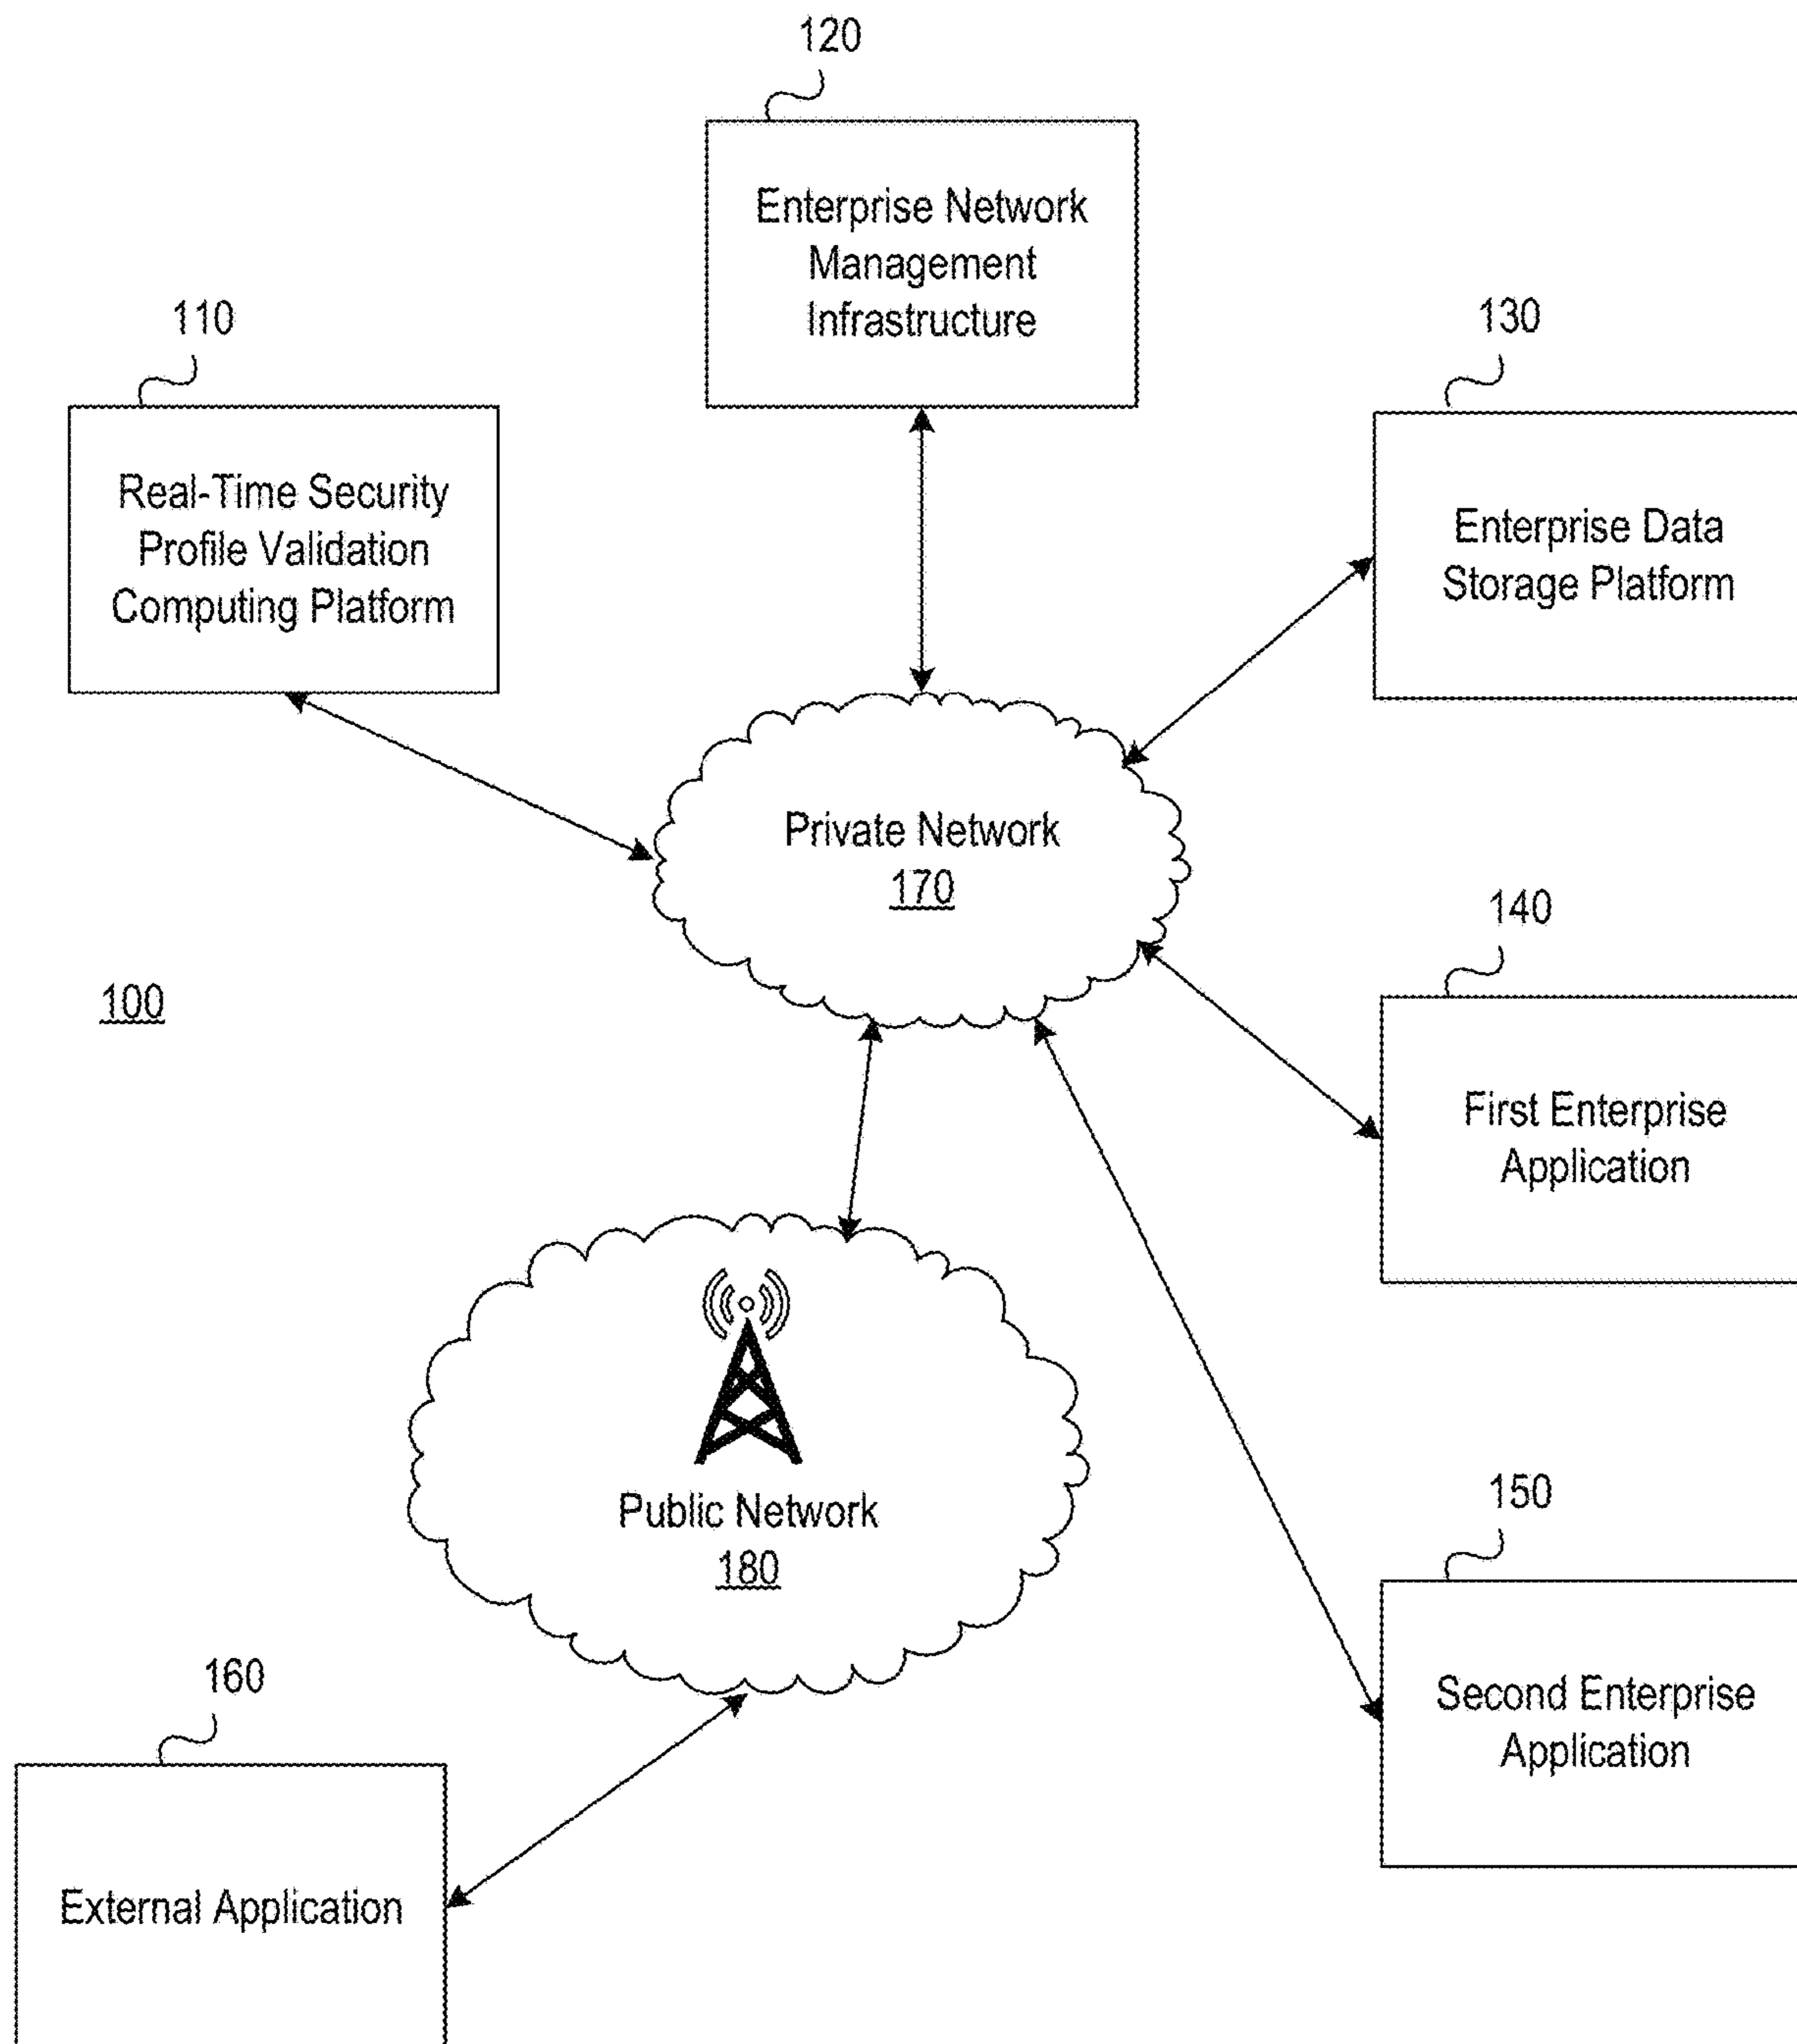 120
Enterprise Network
Management
Infrastructure
110
Real-Time Security
Profile Validation
Computing Platform
130
Enterprise Data
Storage Platform
Private Network
170
140
First Enterprise
Application
100
Public Network
180
150
Second Enterprise
Application
160
External Application